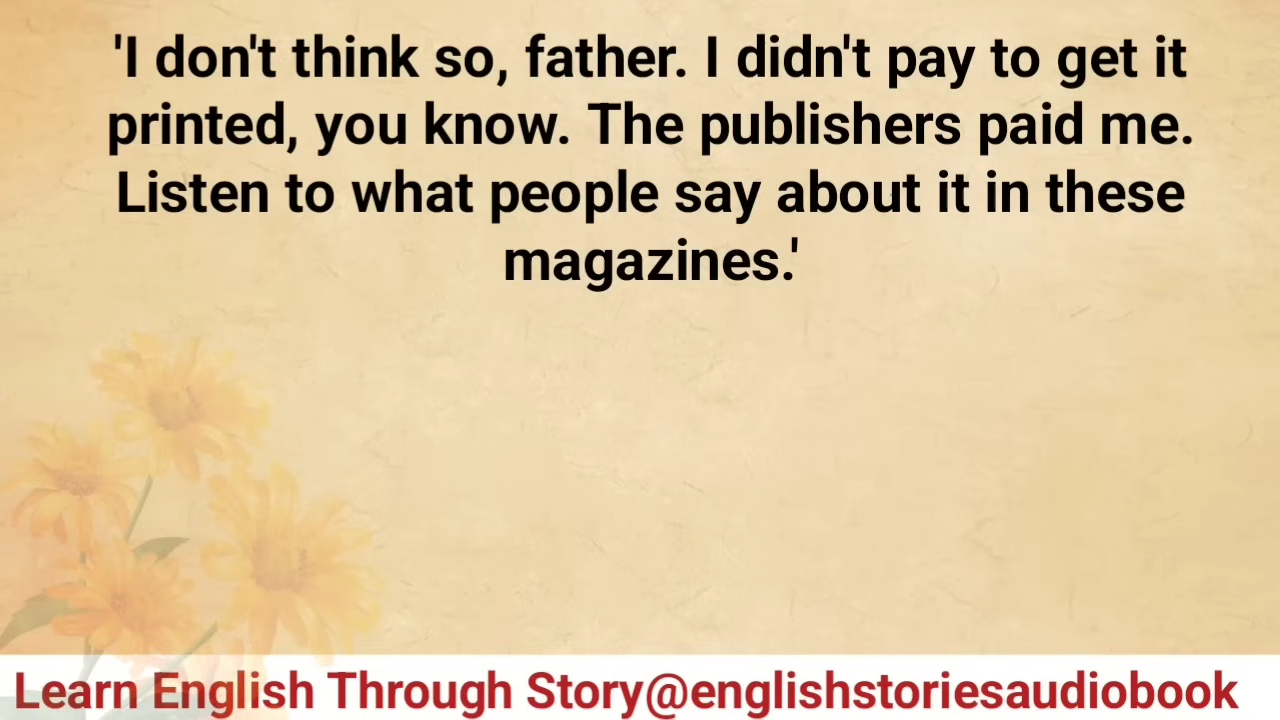 'I don't think so, father. I didn't pay to get it
printed, you know. The publishers paid me.
Listen to what people say about it in these
magazines.'
Learn English Through Story@englishstoriesaudiobook